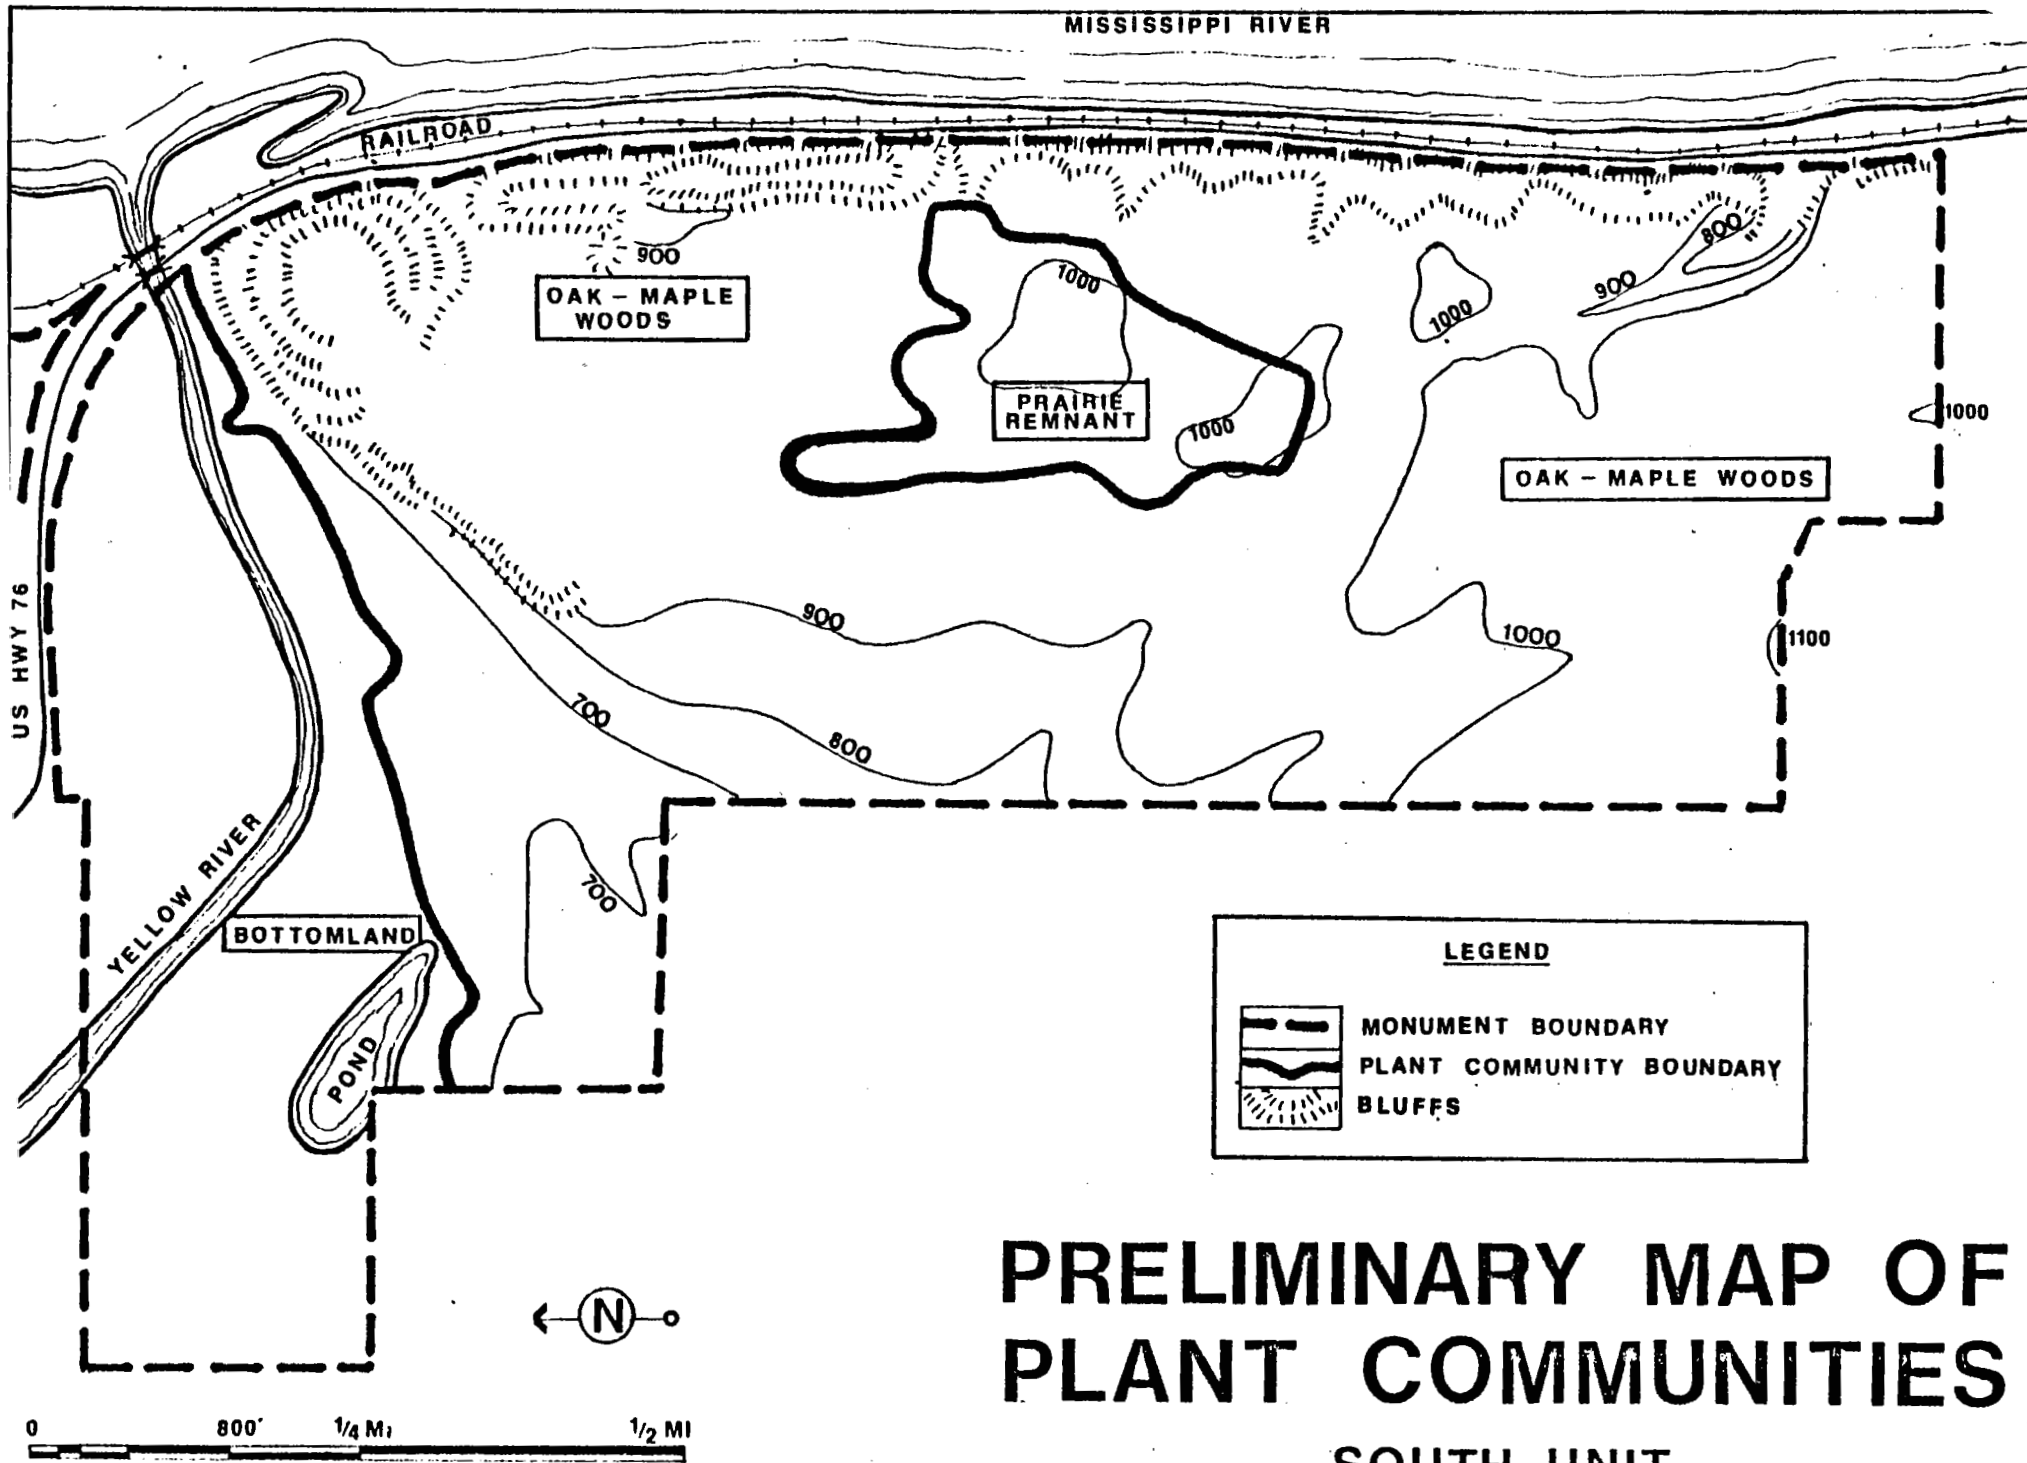 MISSISSIPPI RIVER
RAILROAD
800
900
OAK – MAPLE
WOODS
1000
900
1000
PRAIRIE
REMNANT
1000
1000
OAK – MAPLE WOODS
US HWY 76
900
1000
1100
700
800
YELLOW RIVER
700
BOTTOMLAND
POND
LEGEND
MONUMENT BOUNDARY
PLANT COMMUNITY BOUNDARY
BLUFFS
N
PRELIMINARY MAP OF
PLANT COMMUNITIES
SOUTH UNIT
0 800' 1/4 MI 1/2 MI